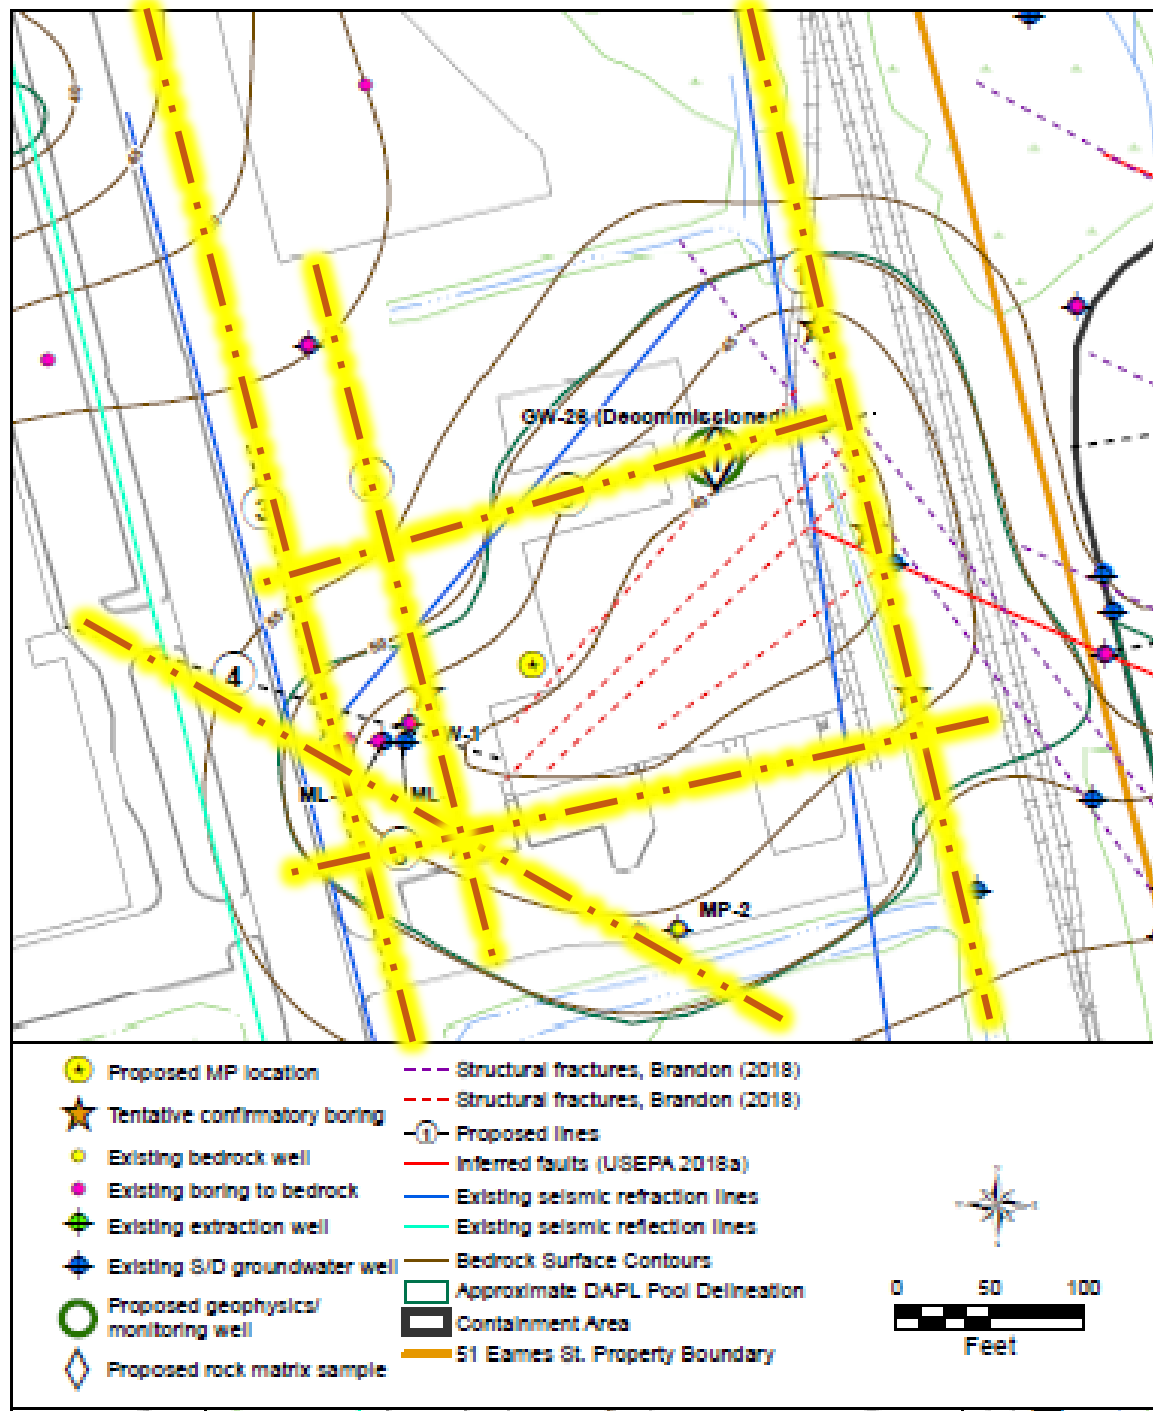 GW-26 (Decommissioned)
4
ML-
ML
MP-2
Proposed MP location
Tentative confirmatory boring
Existing bedrock well
Existing boring to bedrock
Existing extraction well
Existing S/D groundwater well
Proposed geophysics/
monitoring well
Proposed rock matrix sample
Structural fractures, Brandon (2018)
Structural fractures, Brandon (2018)
1 Proposed lines
Inferred faults (USEPA 2018a)
Existing seismic refraction lines
Existing seismic reflection lines
Bedrock Surface Contours
Approximate DAPL Pool Delineation
Containment Area
51 Eames St. Property Boundary
0 50 100
Feet